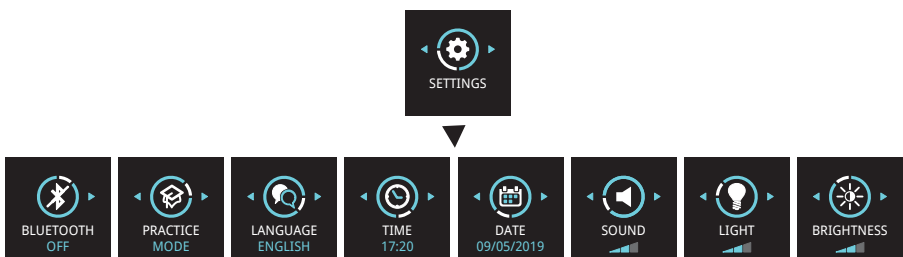 SETTINGS
BLUETOOTH
OFF
PRACTICE
MODE
LANGUAGE
ENGLISH
TIME
17:20
DATE
09/05/2019
SOUND
LIGHT
BRIGHTNESS